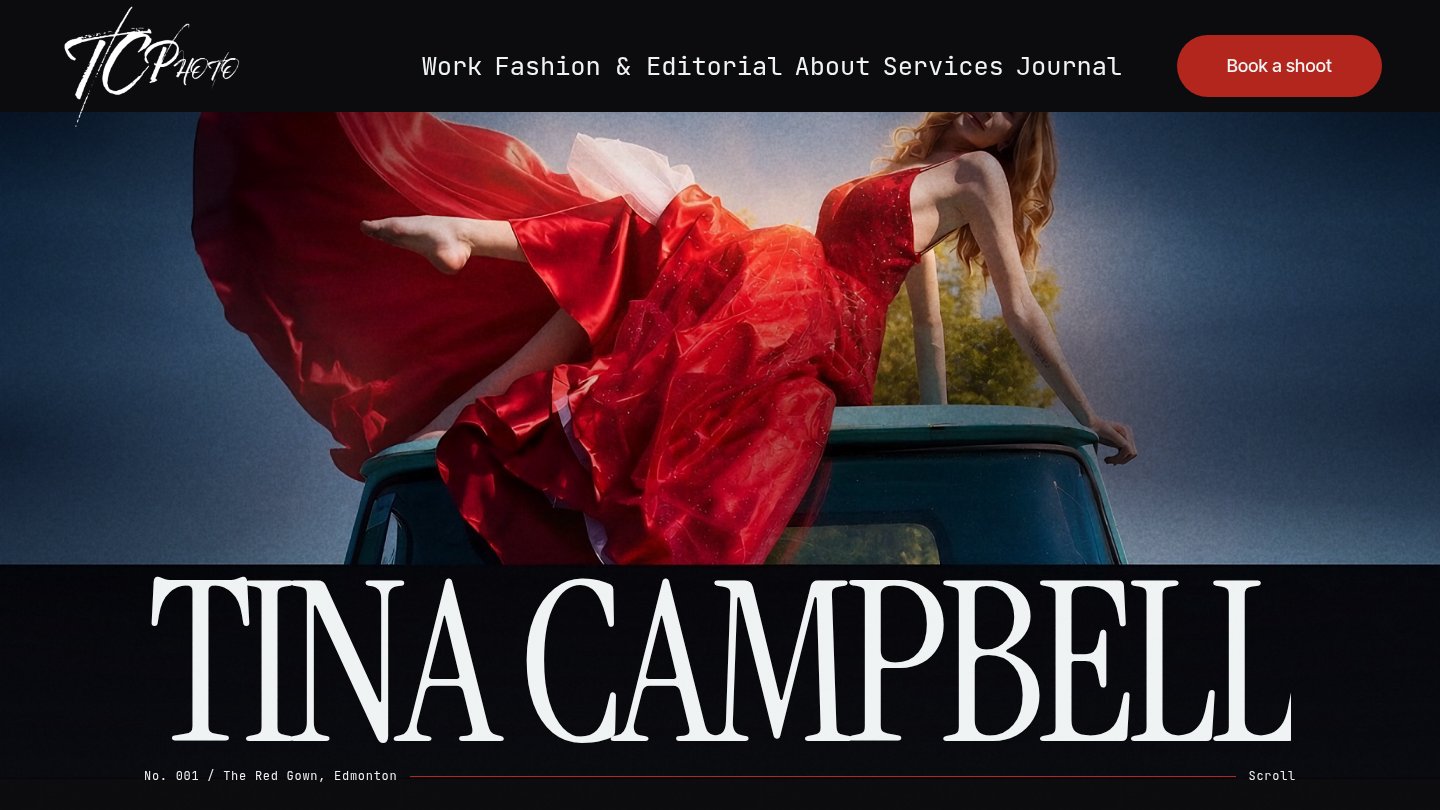 TCPhoto
Work Fashion & Editorial About Services Journal
Book a shoot
TINA CAMPBELL
No. 001 / The Red Gown, Edmonton
Scroll